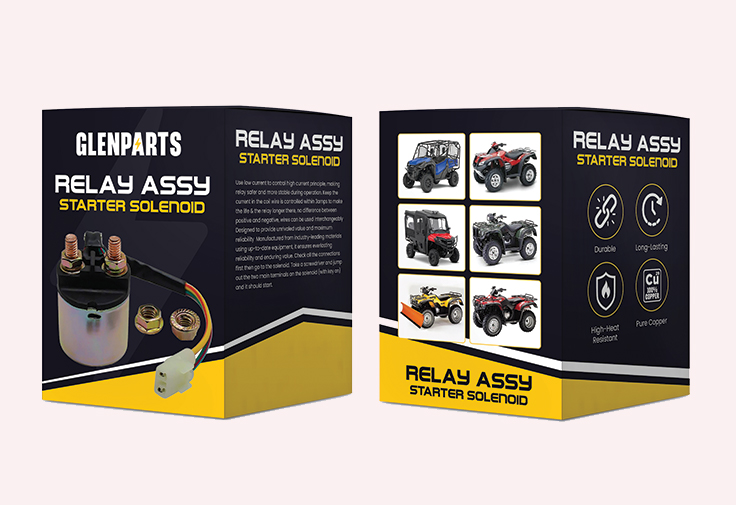 GLENPARTS
RELAY ASSY
STARTER SOLENOID
RELAY ASSY
STARTER SOLENOID
Use low current to control high current principle, making
relay safer and more stable during operation. Keep the
current in the coil wire is controlled within 3amps to make
the life & the relay longer there, no difference between
positive and negative, wires can be used interchangeably
Designed to provide unrivaled value and maximum
reliability. Manufactured from industry-leading materials
using up-to-date equipment, it ensures everlasting
reliability and enduring value. Check all the connections
first then go to the solenoid. Take a screwdriver and jump
out the two main terminals on the solenoid (with key on)
and it should start.
RELAY ASSY
STARTER SOLENOID
RELAY ASSY
STARTER SOLENOID
Durable
Long-Lasting
High-Heat
Resistant
Cu
100%
COPPER
Pure Copper